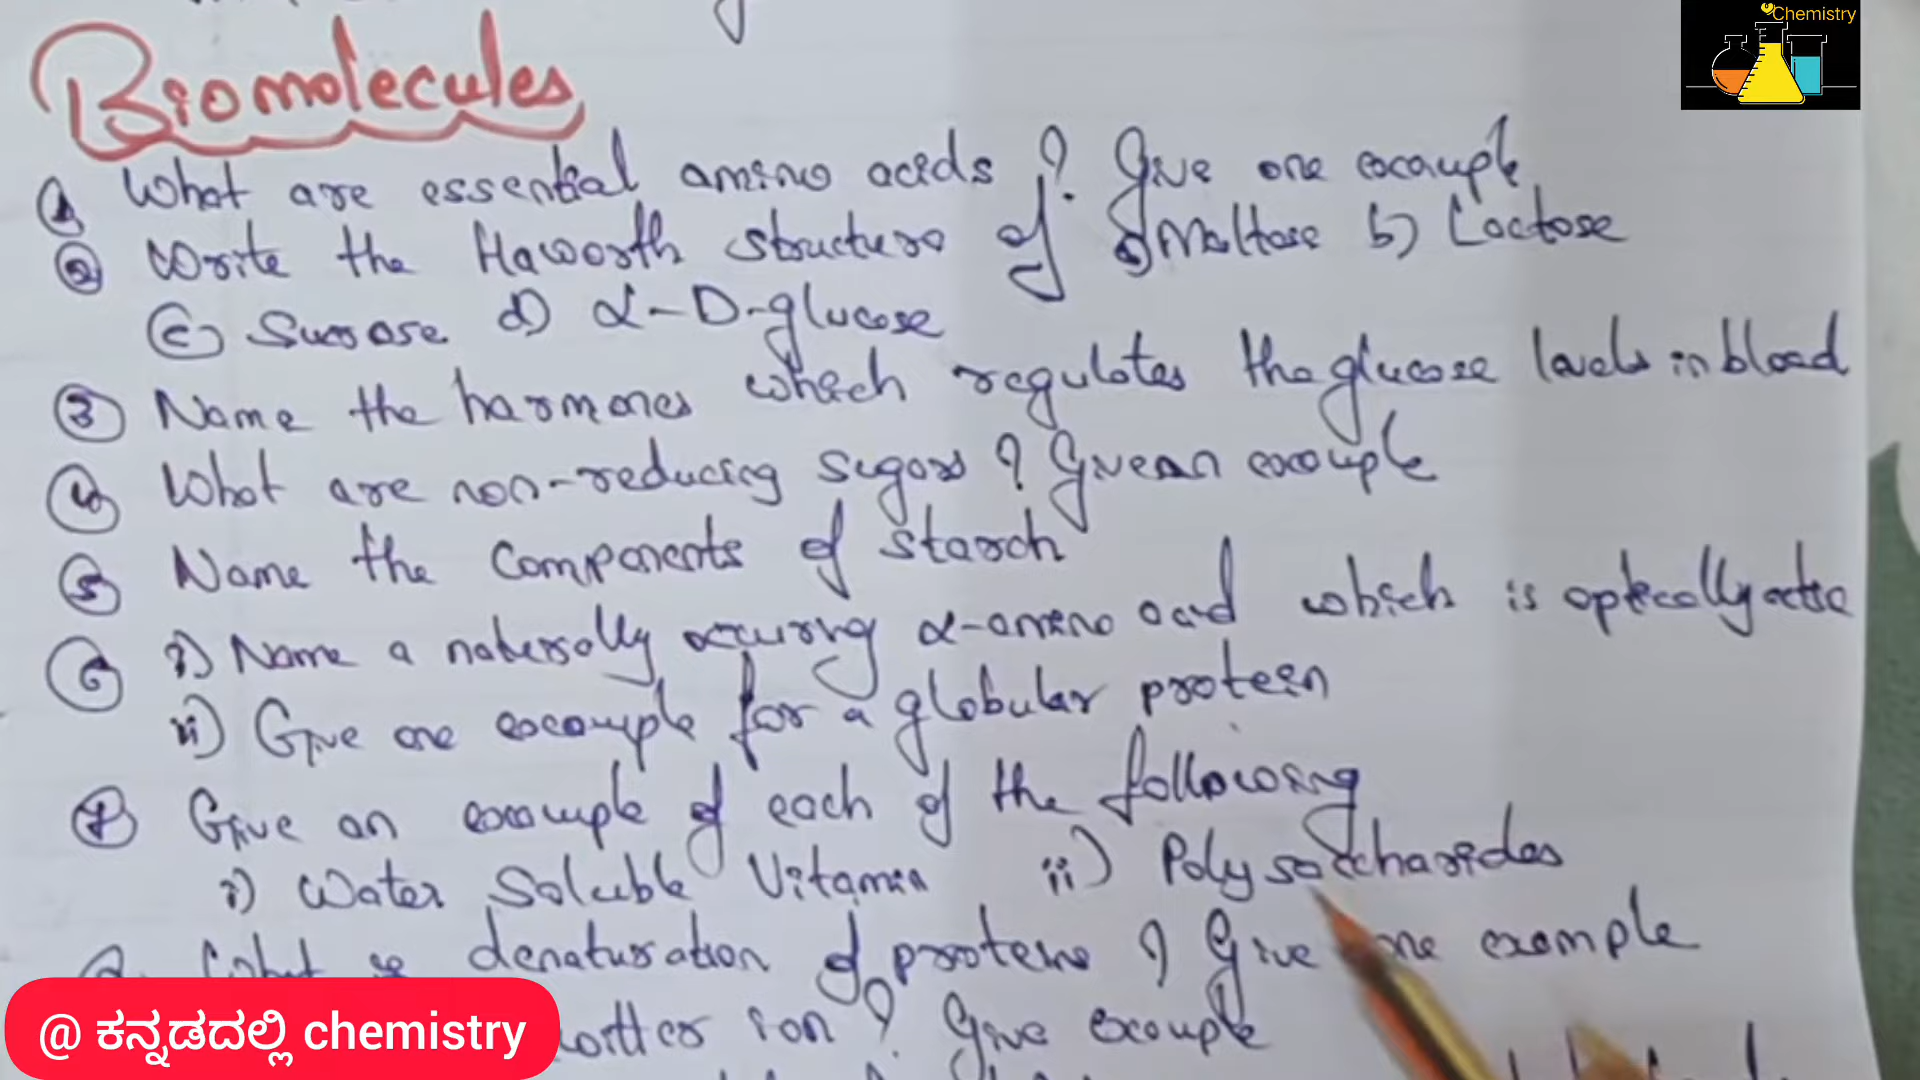 Chemistry
Biomolecules
1 What are essential amino acids ? Give one example
2 Write the Haworth structure of a) Maltose b) Lactose
c) Sucrose d) α-D-glucose
3 Name the harmones which regulates the glucose levels in blood
4 What are non-reducing sugars ? Give an example
5 Name the components of starch
6 i) Name a naturally occuring α-amino acid which is optically active
ii) Give one example for a globular protein
7 Give an example of each of the following
i) Water Soluble Vitamin ii) Polysaccharides
What is denaturation of proteins ? Give one example
ion ? Give example
@ ಕನ್ನಡದಲ್ಲಿ chemistry